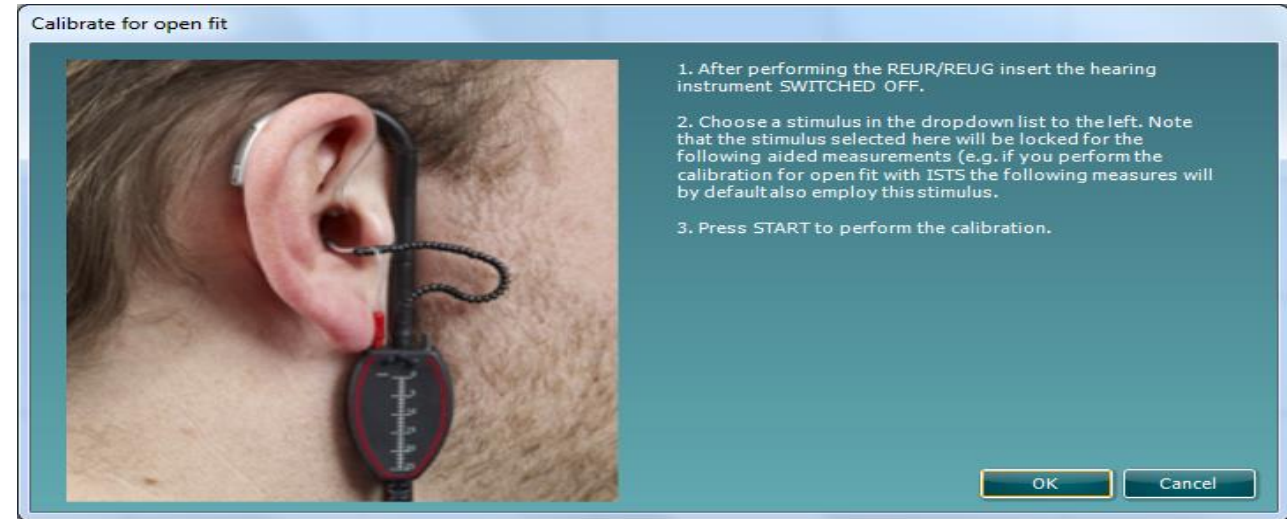 Calibrate for open fit
1. After performing the REUR/REUG insert the hearing
instrument SWITCHED OFF.
2. Choose a stimulus in the dropdown list to the left. Note
that the stimulus selected here will be locked for the
following aided measurements (e.g. if you perform the
calibration for open fit with ISTS the following measures will
by default also employ this stimulus.
3. Press START to perform the calibration.
OK
Cancel